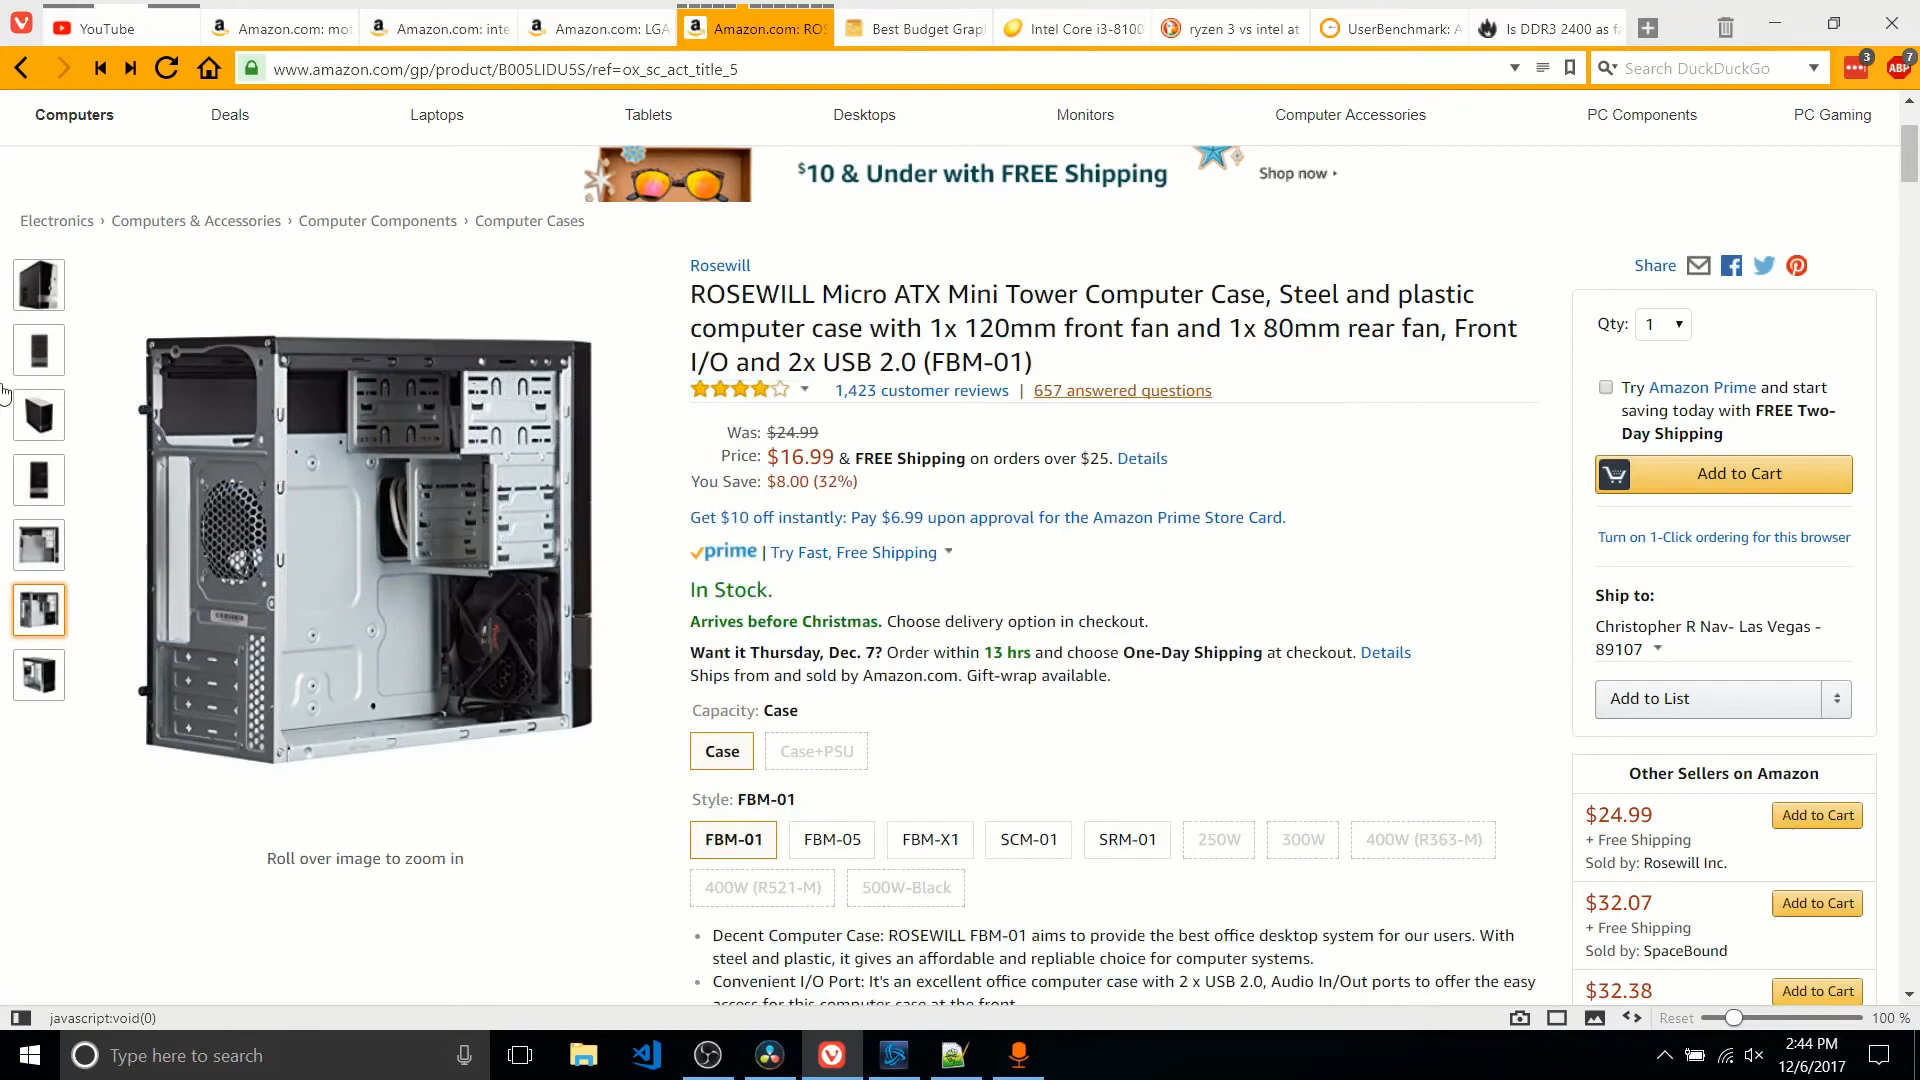 YouTube
Amazon.com: mot
Amazon.com: inte
Amazon.com: LGA
Amazon.com: ROS
Best Budget Grap
Intel Core i3-8100
ryzen 3 vs intel at
UserBenchmark: A
Is DDR3 2400 as fa
www.amazon.com/gp/product/B005LIDU5S/ref=ox_sc_act_title_5
Search DuckDuckGo
3
ABP
7
Computers
Deals
Laptops
Tablets
Desktops
Monitors
Computer Accessories
PC Components
PC Gaming
$10 & Under with FREE Shipping
Shop now ›
Electronics › Computers & Accessories › Computer Components › Computer Cases
Rosewill
ROSEWILL Micro ATX Mini Tower Computer Case, Steel and plastic
computer case with 1x 120mm front fan and 1x 80mm rear fan, Front
I/O and 2x USB 2.0 (FBM-01)
1,423 customer reviews | 657 answered questions
Was: $24.99
Price: $16.99 & FREE Shipping on orders over $25. Details
You Save: $8.00 (32%)
Get $10 off instantly: Pay $6.99 upon approval for the Amazon Prime Store Card.
prime | Try Fast, Free Shipping
In Stock.
Arrives before Christmas. Choose delivery option in checkout.
Want it Thursday, Dec. 7? Order within 13 hrs and choose One-Day Shipping at checkout. Details
Ships from and sold by Amazon.com. Gift-wrap available.
Capacity: Case
Case
Case+PSU
Style: FBM-01
FBM-01
FBM-05
FBM-X1
SCM-01
SRM-01
250W
300W
400W (R363-M)
400W (R521-M)
500W-Black
• Decent Computer Case: ROSEWILL FBM-01 aims to provide the best office desktop system for our users. With
steel and plastic, it gives an affordable and repliable choice for computer systems.
• Convenient I/O Port: It's an excellent office computer case with 2 x USB 2.0, Audio In/Out ports to offer the easy
access for this computer case at the front
Roll over image to zoom in
Share
Qty: 1
Try Amazon Prime and start
saving today with FREE Two-
Day Shipping
Add to Cart
Turn on 1-Click ordering for this browser
Ship to:
Christopher R Nav- Las Vegas -
89107
Add to List
Other Sellers on Amazon
$24.99
Add to Cart
+ Free Shipping
Sold by: Rosewill Inc.
$32.07
Add to Cart
+ Free Shipping
Sold by: SpaceBound
$32.38
Add to Cart
javascript:void(0)
Reset
100 %
Type here to search
2:44 PM
12/6/2017